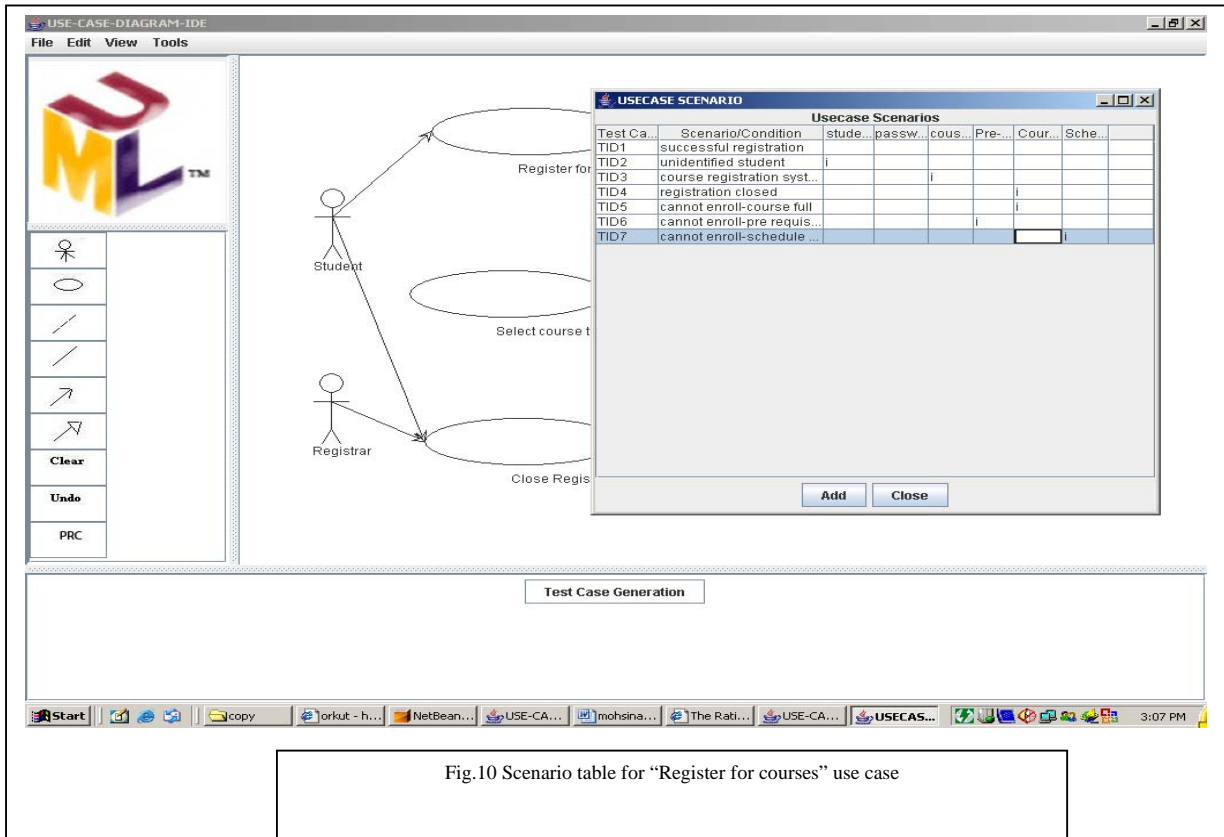 USE-CASE-DIAGRAM-IDE
File Edit View Tools
UML TM
Clear
Undo
PRC
Student
Registrar
Register for
Select course t
Close Regis
USECASE SCENARIO
Usecase Scenarios
Test Ca... Scenario/Condition stude... passw... cous... Pre-... Cour... Sche...
TID1 successful registration
TID2 unidentified student i
TID3 course registration syst... i
TID4 registration closed i
TID5 cannot enroll-course full i
TID6 cannot enroll-pre requis... i
TID7 cannot enroll-schedule ... i
Add Close
Test Case Generation
Start copy orkut - h... NetBean... USE-CA... mohsina... The Rati... USE-CA... USECAS... 3:07 PM
Fig.10 Scenario table for “Register for courses” use case